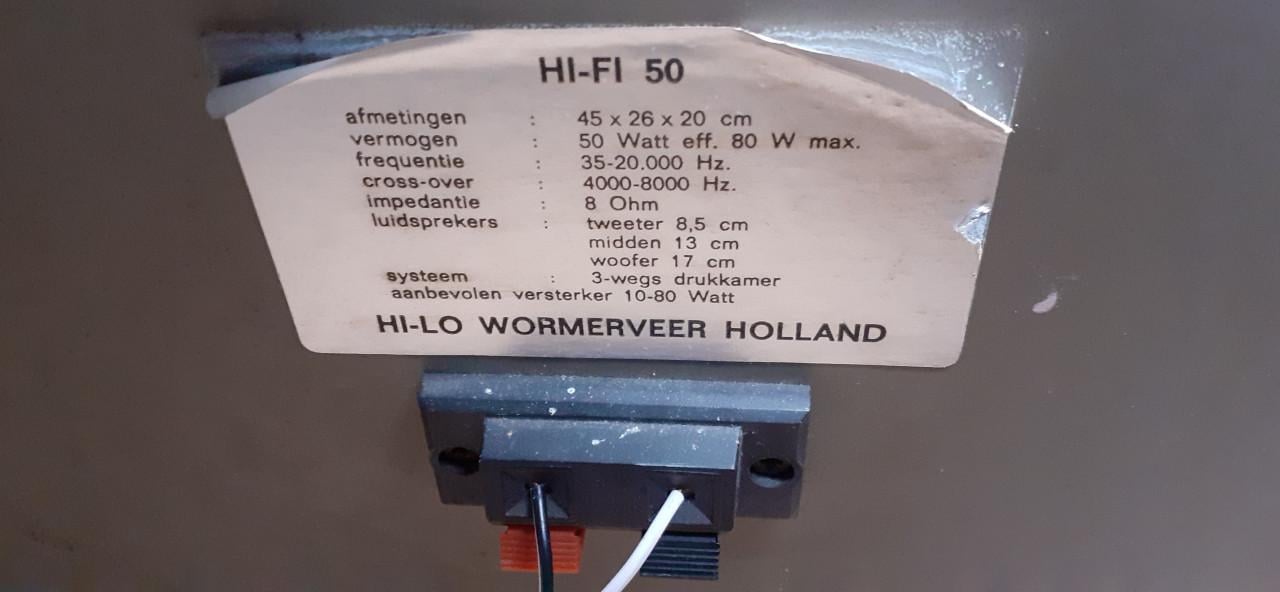 HI-FI 50
afmetingen : 45 x 26 x 20 cm
vermogen : 50 Watt eff. 80 W max.
frequentie : 35-20.000 Hz.
cross-over : 4000-8000 Hz.
impedantie : 8 Ohm
luidsprekers : tweeter 8,5 cm
midden 13 cm
woofer 17 cm
systeem : 3-wegs drukkamer
aanbevolen versterker 10-80 Watt
HI-LO WORMERVEER HOLLAND